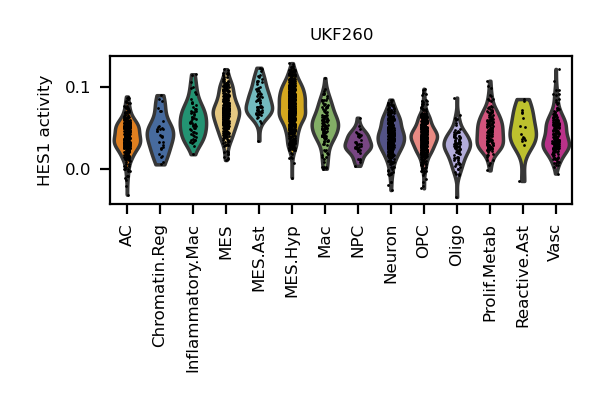 UKF260
HES1 activity
0.1
0.0
AC
Chromatin.Reg
Inflammatory.Mac
MES
MES.Ast
MES.Hyp
Mac
NPC
Neuron
OPC
Oligo
Prolif.Metab
Reactive.Ast
Vasc